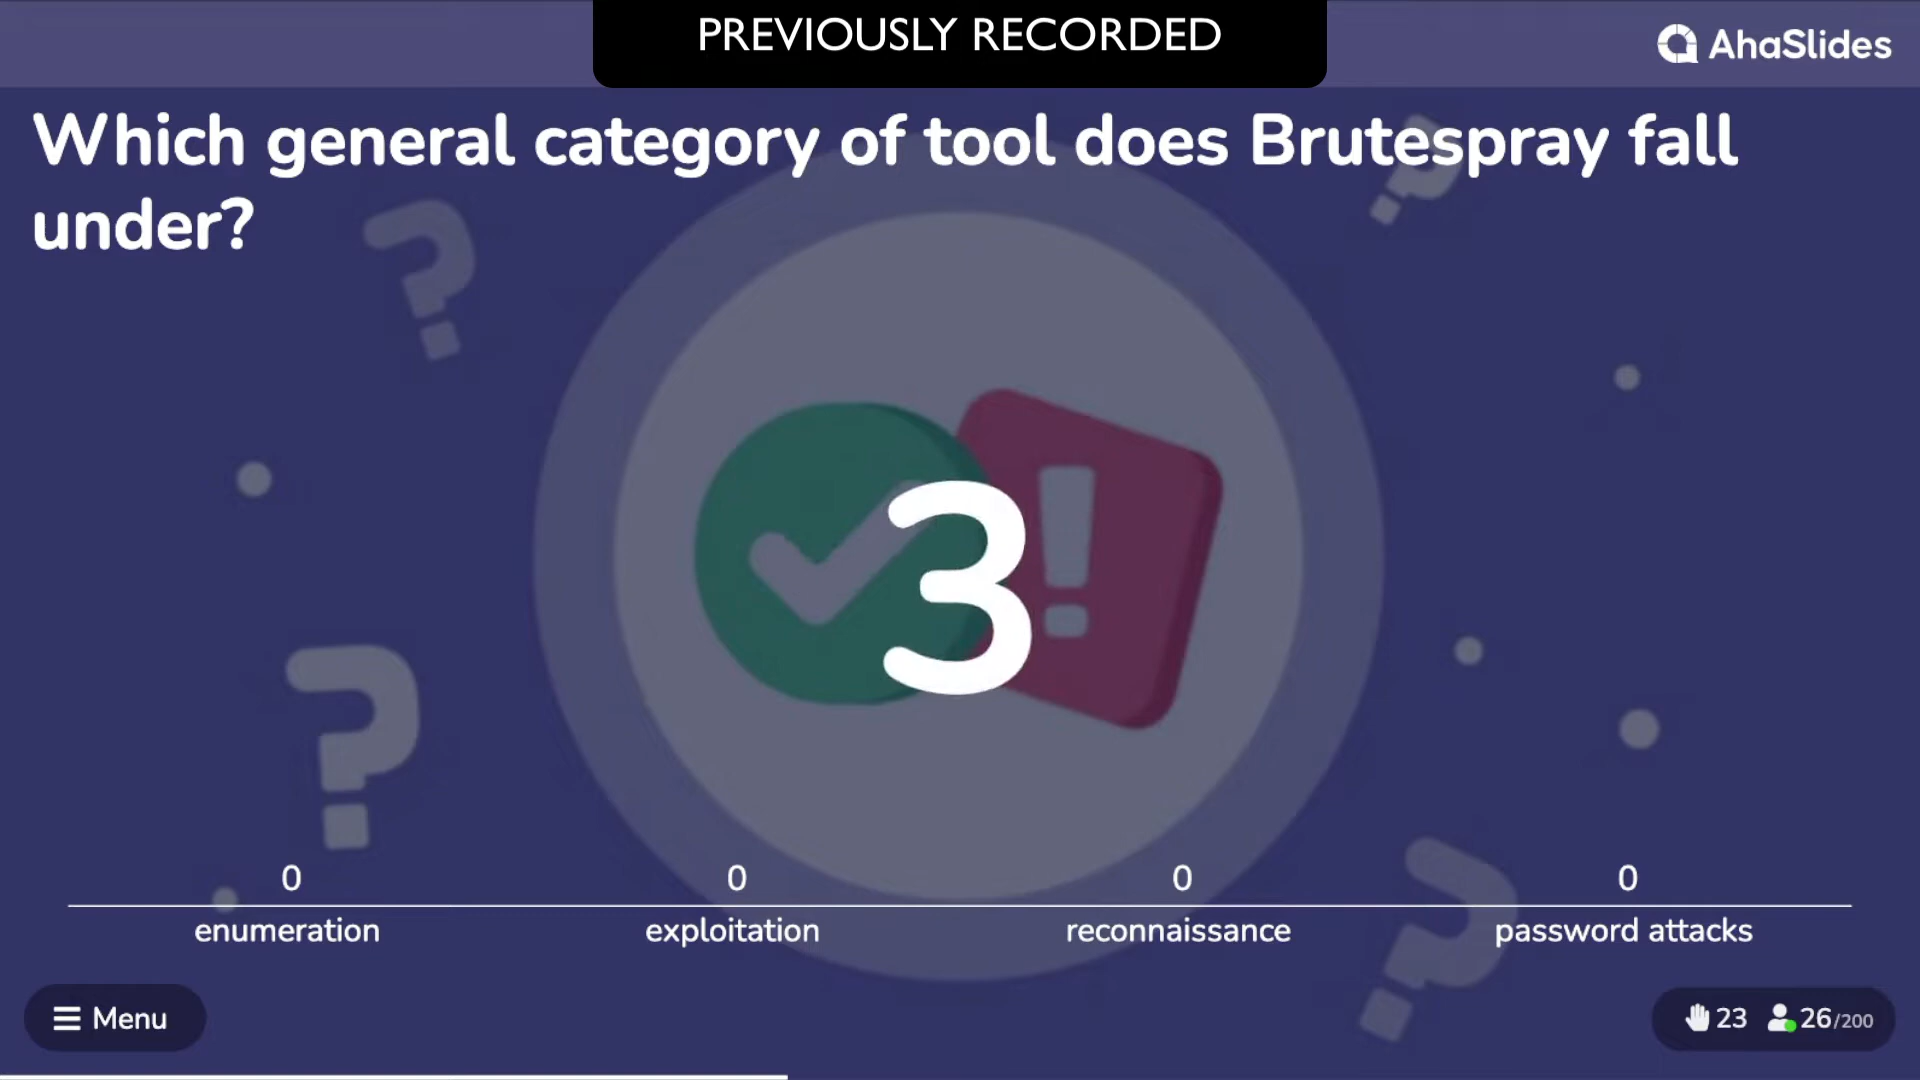 PREVIOUSLY RECORDED
AhaSlides
Which general category of tool does Brutespray fall
under?
3
0 0 0 0
enumeration exploitation reconnaissance password attacks
Menu
23 26/200